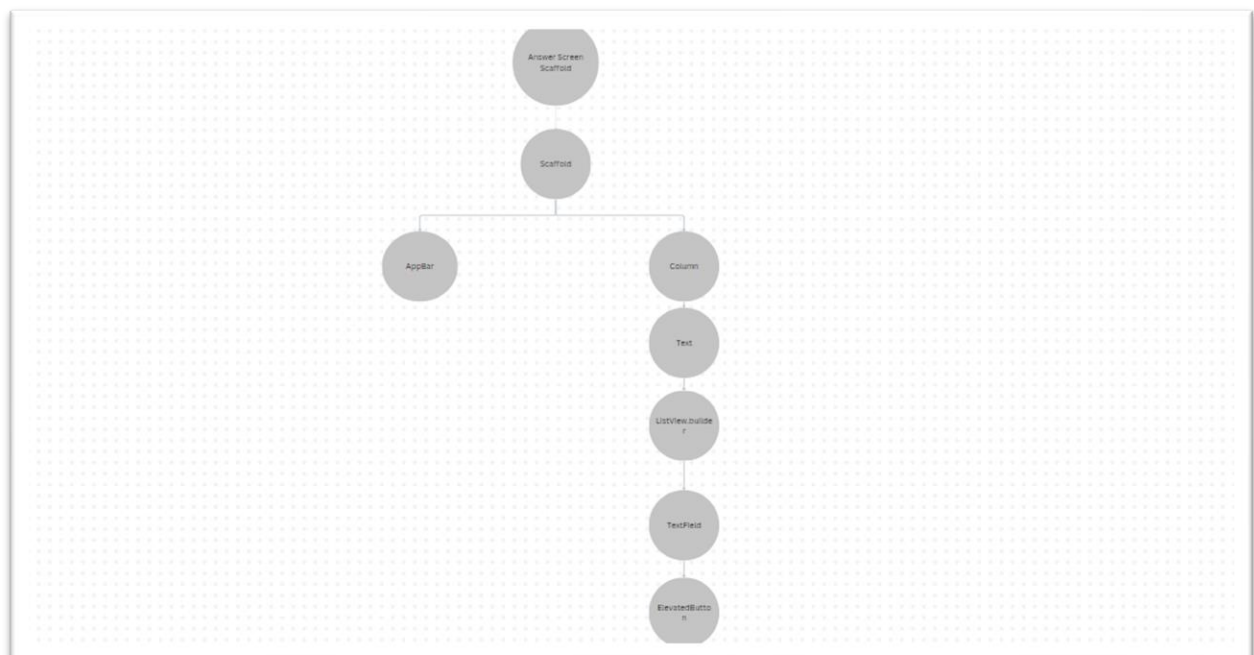 Answer Screen
Scaffold
Scaffold
AppBar
Column
Text
ListView.builde
r
TextField
ElevatedButto
n